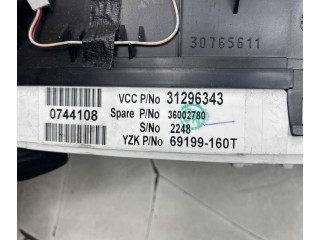 30765611
VCC P/No 31296343
0744108 Spare P/No 36002780
S/No 2248
YZK P/No 69199-160T